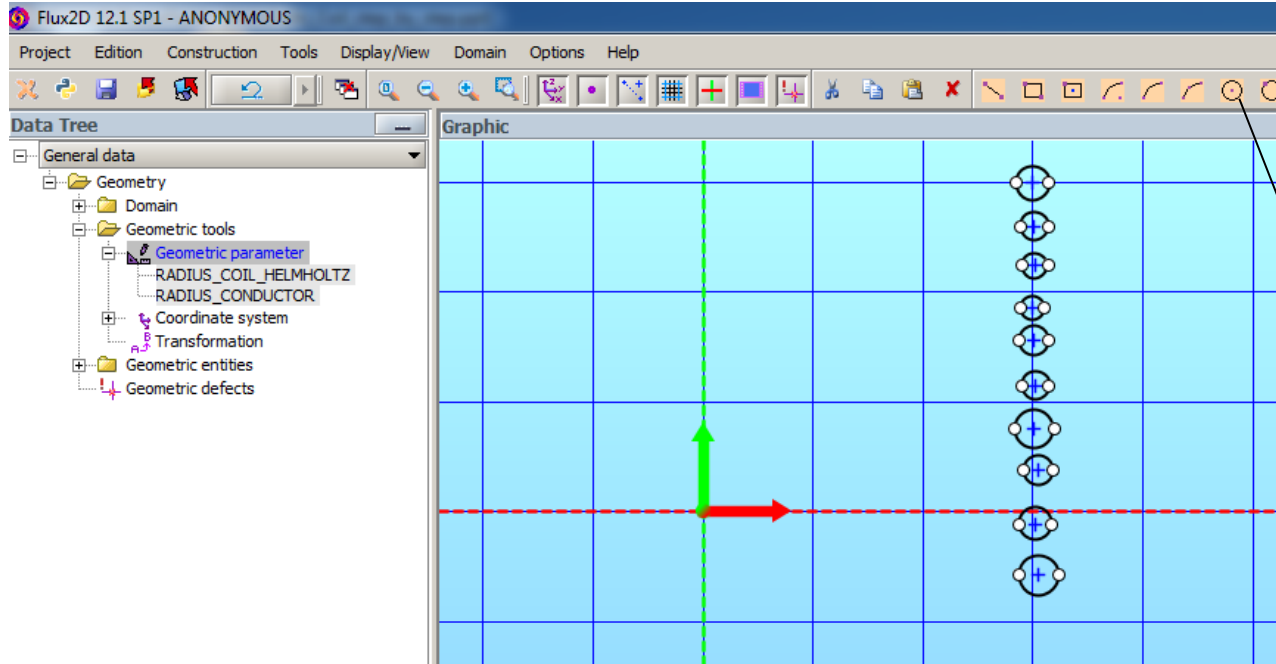 Flux2D 12.1 SP1 - ANONYMOUS
Project Edition Construction Tools Display/View Domain Options Help
Data Tree
Graphic
General data
Geometry
Domain
Geometric tools
Geometric parameter
RADIUS_COIL_HELMHOLTZ
RADIUS_CONDUCTOR
Coordinate system
Transformation
Geometric entities
Geometric defects